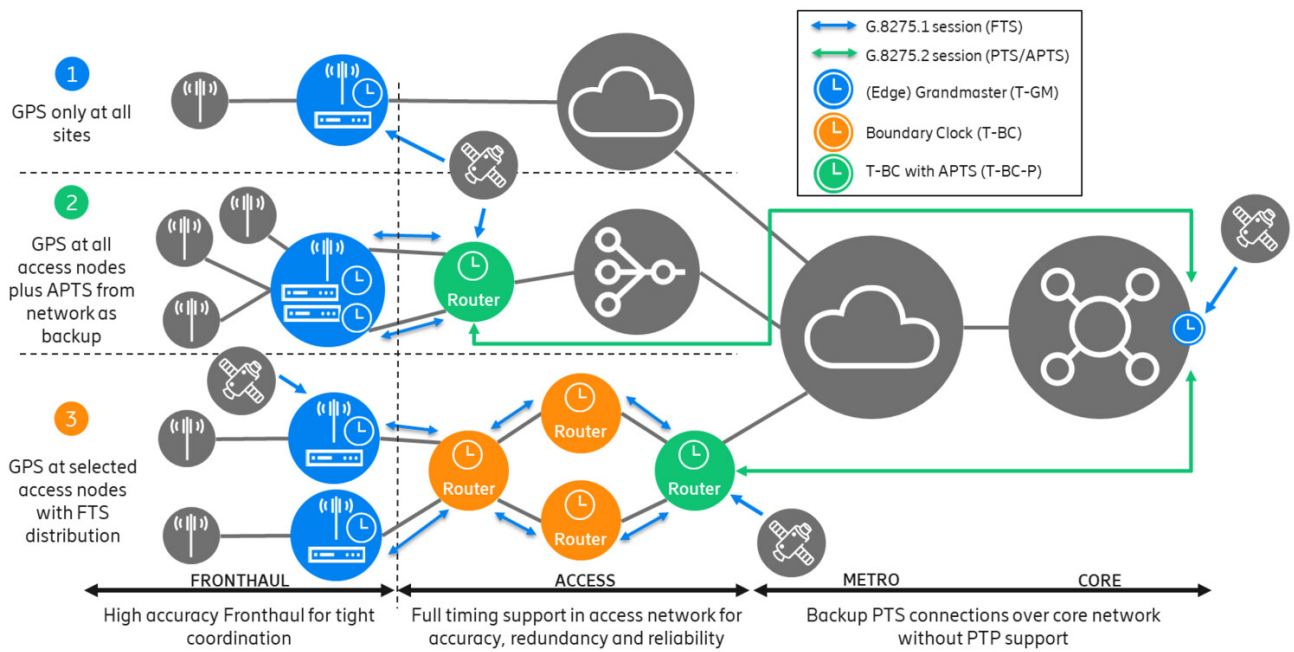 1
GPS only at all
sites
2
GPS at all
access nodes
plus APTS from
network as
backup
3
GPS at selected
access nodes
with FTS
distribution
G.8275.1 session (FTS)
G.8275.2 session (PTS/APTS)
(Edge) Grandmaster (T-GM)
Boundary Clock (T-BC)
T-BC with APTS (T-BC-P)
Router
Router
Router
Router
Router
FRONTHAUL
ACCESS
METRO
CORE
High accuracy Fronthaul for tight
coordination
Full timing support in access network for
accuracy, redundancy and reliability
Backup PTS connections over core network
without PTP support